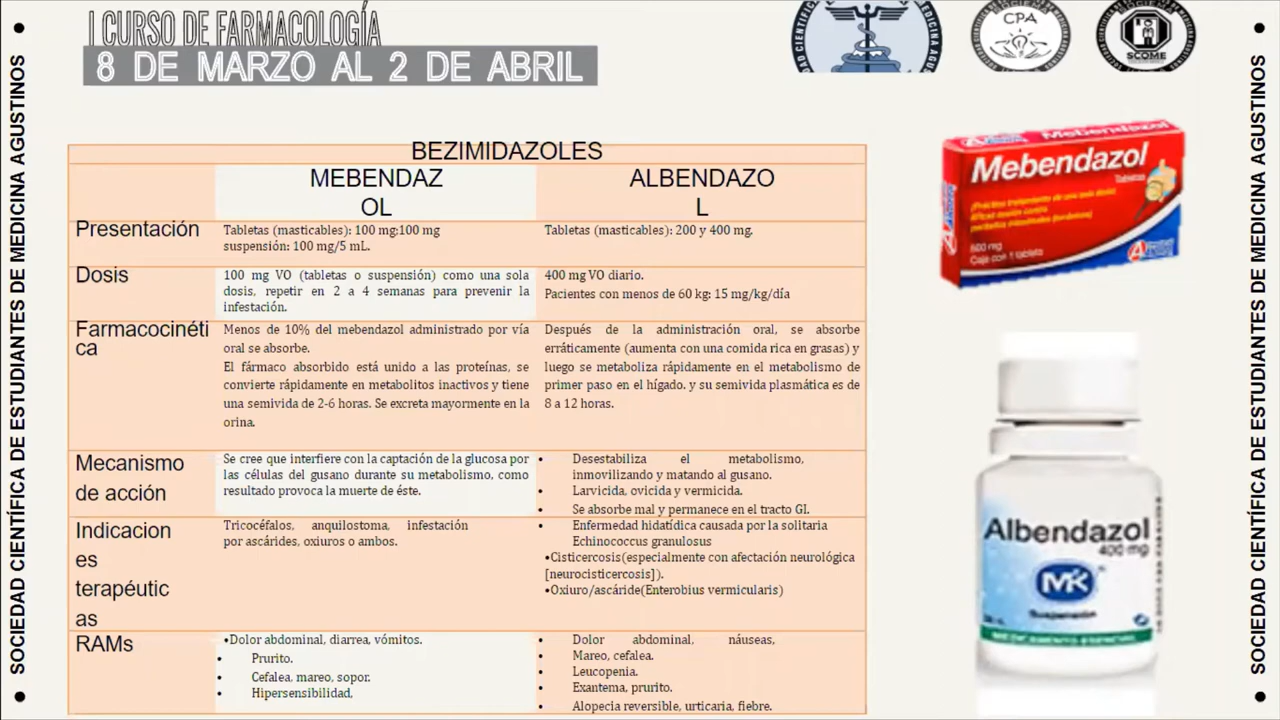 I CURSO DE FARMACOLOGÍA
8 DE MARZO AL 2 DE ABRIL
CPA
SCOME
SOCIEDAD CIENTÍFICA DE ESTUDIANTES DE MEDICINA AGUSTINOS
BEZIMIDAZOLES
MEBENDAZ
OL
ALBENDAZO
L
Presentación
Tabletas (masticables): 100 mg:100 mg
suspensión: 100 mg/5 mL.
Tabletas (masticables): 200 y 400 mg.
Dosis
100 mg VO (tabletas o suspensión) como una sola
dosis, repetir en 2 a 4 semanas para prevenir la
infestación.
400 mg VO diario.
Pacientes con menos de 60 kg: 15 mg/kg/día
Farmacocinéti
ca
Menos de 10% del mebendazol administrado por vía
oral se absorbe.
El fármaco absorbido está unido a las proteínas, se
convierte rápidamente en metabolitos inactivos y tiene
una semivida de 2-6 horas. Se excreta mayormente en la
orina.
Después de la administración oral, se absorbe
erráticamente (aumenta con una comida rica en grasas) y
luego se metaboliza rápidamente en el metabolismo de
primer paso en el hígado. y su semivida plasmática es de
8 a 12 horas.
Mecanismo
de acción
Se cree que interfiere con la captación de la glucosa por
las células del gusano durante su metabolismo, como
resultado provoca la muerte de éste.
• Desestabiliza el metabolismo,
inmovilizando y matando al gusano.
• Larvicida, ovicida y vermicida.
• Se absorbe mal y permanece en el tracto GI.
Indicacion
es
terapéutic
as
Tricocéfalos, anquilostoma, infestación
por ascárides, oxiuros o ambos.
• Enfermedad hidatídica causada por la solitaria
Echinococcus granulosus
•Cisticercosis(especialmente con afectación neurológica
[neurocisticercosis]).
•Oxiuro/ascáride(Enterobius vermicularis)
RAMs
•Dolor abdominal, diarrea, vómitos.
• Prurito.
• Cefalea, mareo, sopor.
• Hipersensibilidad,
• Dolor abdominal, náuseas,
• Mareo, cefalea.
• Leucopenia.
• Exantema, prurito.
• Alopecia reversible, urticaria, fiebre.
Mebendazol
Mebendazol
Tabletas
600 mg
Caja con 1 tableta
Albendazol
400 mg
MK
Suspensión
SOCIEDAD CIENTÍFICA DE ESTUDIANTES DE MEDICINA AGUSTINOS